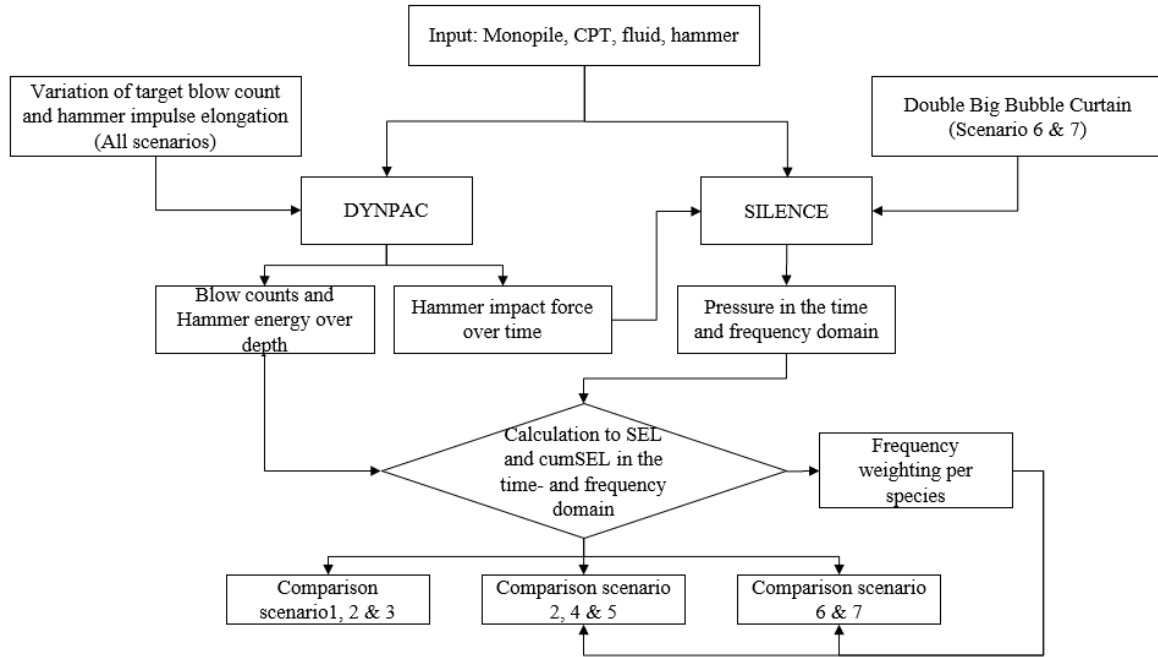 Input: Monopile, CPT, fluid, hammer
Variation of target blow count
and hammer impulse elongation
(All scenarios)
Double Big Bubble Curtain
(Scenario 6 & 7)
DYNPAC
SILENCE
Blow counts and
Hammer energy over
depth
Hammer impact force
over time
Pressure in the time
and frequency domain
Calculation to SEL
and cumSEL in the
time- and frequency
domain
Frequency
weighting per
species
Comparison
scenario1, 2 & 3
Comparison scenario
2, 4 & 5
Comparison scenario
6 & 7